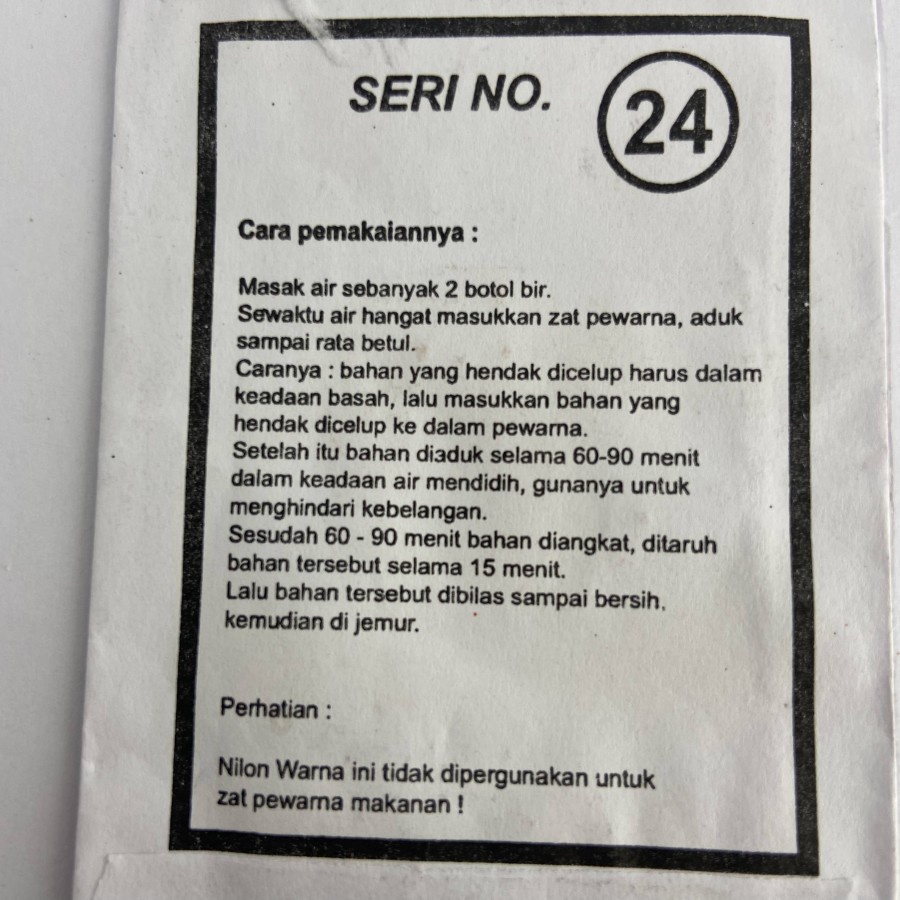 SERI NO. 24
Cara pemakaiannya :
Masak air sebanyak 2 botol bir.
Sewaktu air hangat masukkan zat pewarna, aduk
sampai rata betul.
Caranya : bahan yang hendak dicelup harus dalam
keadaan basah, lalu masukkan bahan yang
hendak dicelup ke dalam pewarna.
Setelah itu bahan diaduk selama 60-90 menit
dalam keadaan air mendidih, gunanya untuk
menghindari kebelangan.
Sesudah 60 - 90 menit bahan diangkat, ditaruh
bahan tersebut selama 15 menit.
Lalu bahan tersebut dibilas sampai bersih,
kemudian di jemur.
Perhatian :
Nilon Warna ini tidak dipergunakan untuk
zat pewarna makanan !